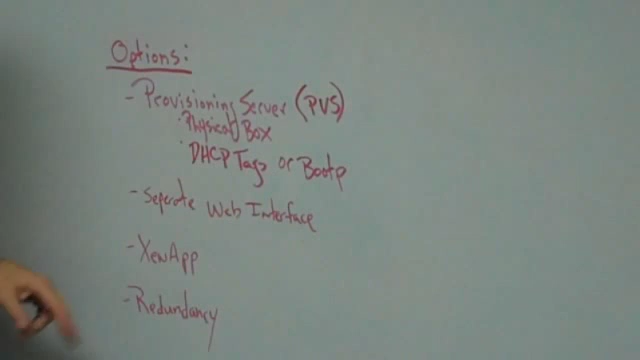 Options:
- Provisioning Server (PVS)
· Physical Box
· DHCP Tags or Bootp
- Seperate Web Interface
- XenApp
- Redundancy